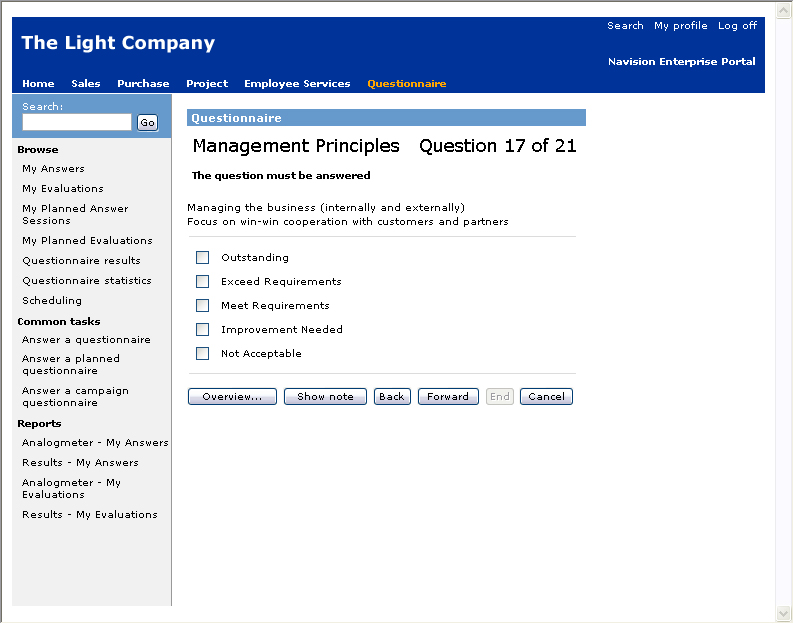 Search My profile Log off
The Light Company
Navision Enterprise Portal
Home Sales Purchase Project Employee Services Questionnaire
Search:
Go
Browse
My Answers
My Evaluations
My Planned Answer
Sessions
My Planned Evaluations
Questionnaire results
Questionnaire statistics
Scheduling
Common tasks
Answer a questionnaire
Answer a planned
questionnaire
Answer a campaign
questionnaire
Reports
Analogmeter - My Answers
Results - My Answers
Analogmeter - My
Evaluations
Results - My Evaluations
Questionnaire
Management Principles Question 17 of 21
The question must be answered
Managing the business (internally and externally)
Focus on win-win cooperation with customers and partners
Outstanding
Exceed Requirements
Meet Requirements
Improvement Needed
Not Acceptable
Overview... Show note Back Forward End Cancel